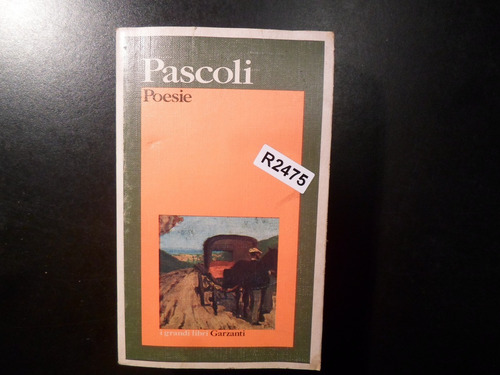 Pascoli
Poesie
R2475
i grandi libri Garzanti